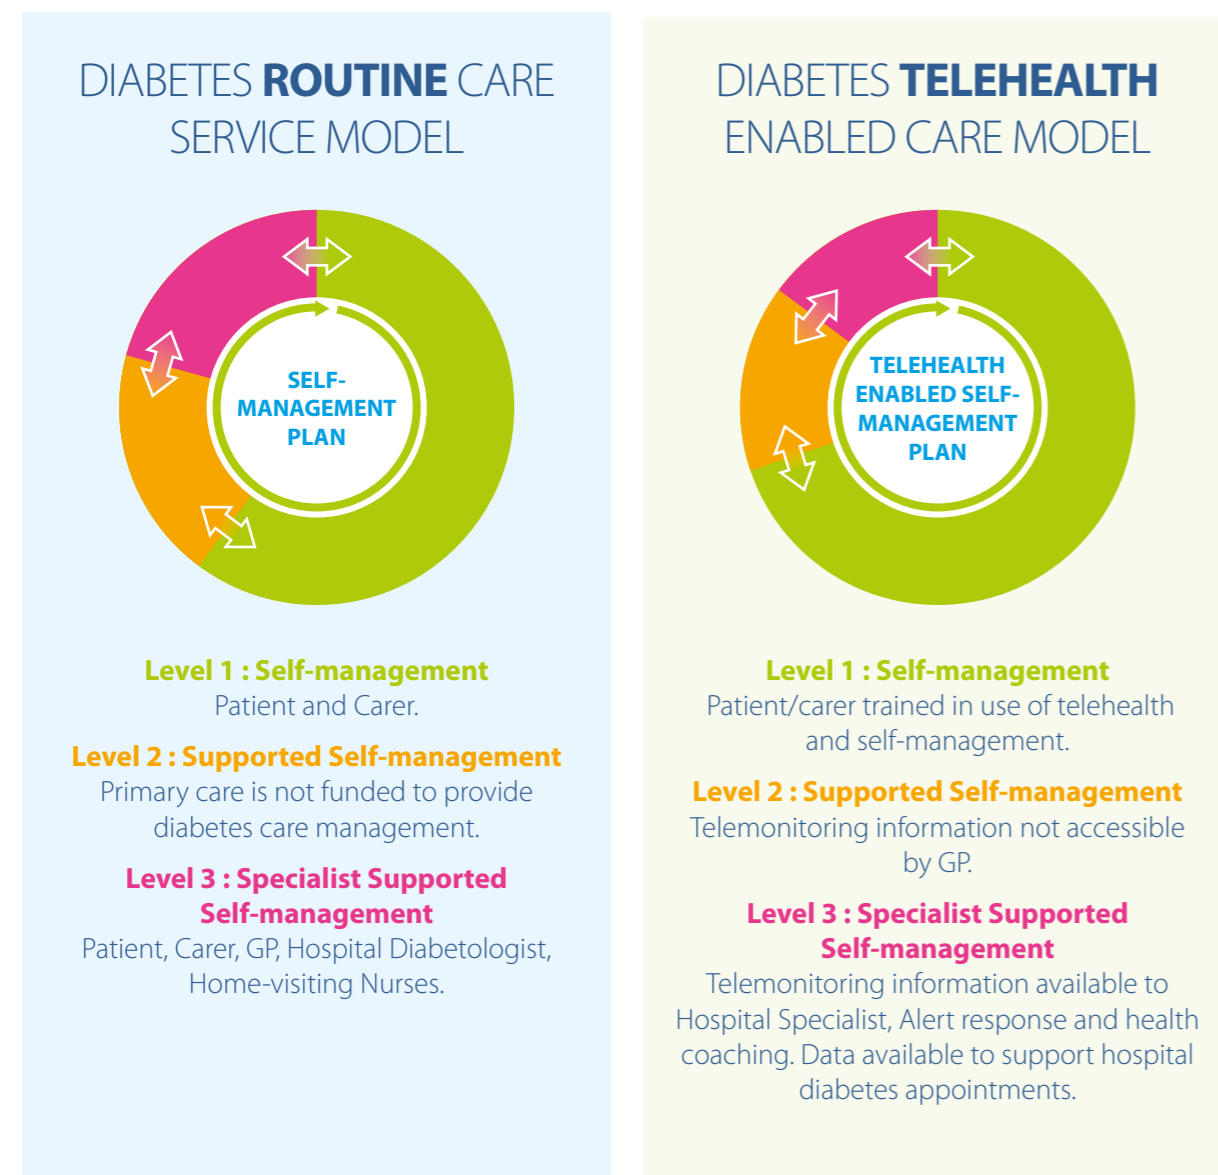 DIABETES ROUTINE CARE
SERVICE MODEL
SELF-
MANAGEMENT
PLAN
Level 1 : Self-management
Patient and Carer.
Level 2 : Supported Self-management
Primary care is not funded to provide
diabetes care management.
Level 3 : Specialist Supported
Self-management
Patient, Carer, GP, Hospital Diabetologist,
Home-visiting Nurses.
DIABETES TELEHEALTH
ENABLED CARE MODEL
TELEHEALTH
ENABLED SELF-
MANAGEMENT
PLAN
Level 1 : Self-management
Patient/carer trained in use of telehealth
and self-management.
Level 2 : Supported Self-management
Telemonitoring information not accessible
by GP.
Level 3 : Specialist Supported
Self-management
Telemonitoring information available to
Hospital Specialist, Alert response and health
coaching. Data available to support hospital
diabetes appointments.